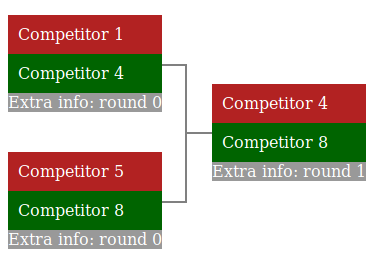 Competitor 1
Competitor 4
Extra info: round 0
Competitor 5
Competitor 8
Extra info: round 0
Competitor 4
Competitor 8
Extra info: round 1